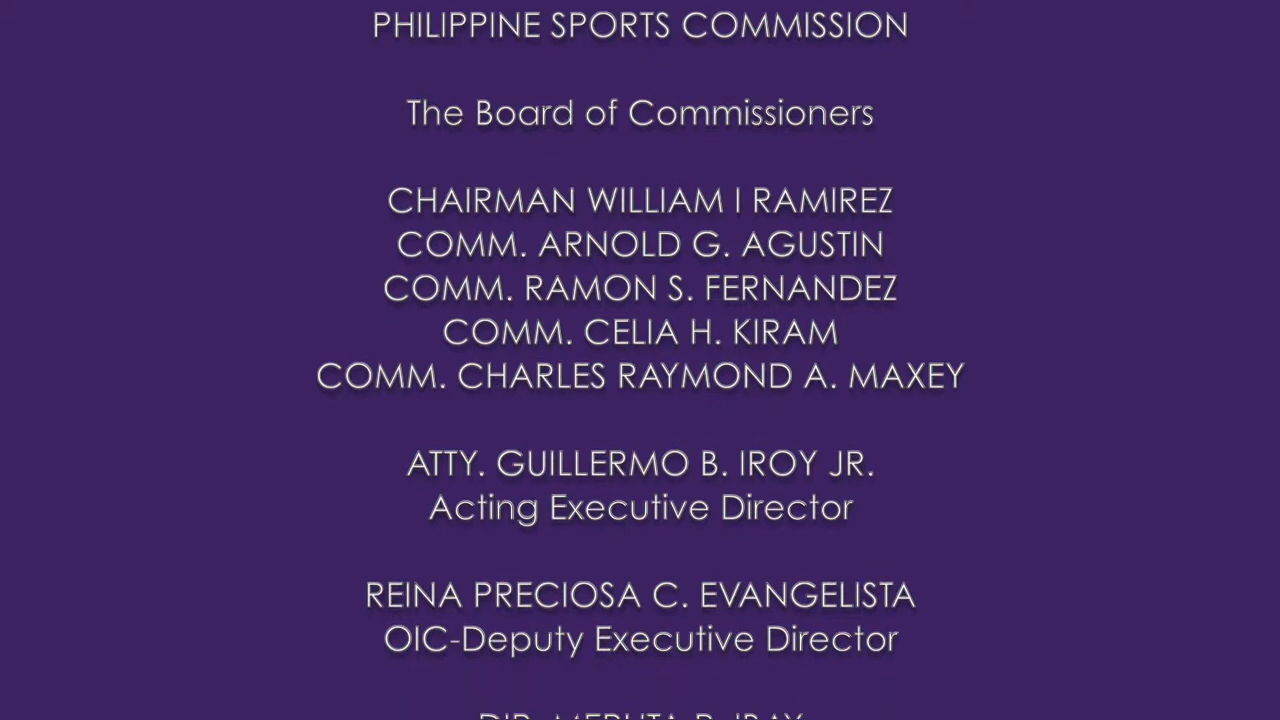 PHILIPPINE SPORTS COMMISSION
The Board of Commissioners
CHAIRMAN WILLIAM I RAMIREZ
COMM. ARNOLD G. AGUSTIN
COMM. RAMON S. FERNANDEZ
COMM. CELIA H. KIRAM
COMM. CHARLES RAYMOND A. MAXEY
ATTY. GUILLERMO B. IROY JR.
Acting Executive Director
REINA PRECIOSA C. EVANGELISTA
OIC-Deputy Executive Director
DIR.